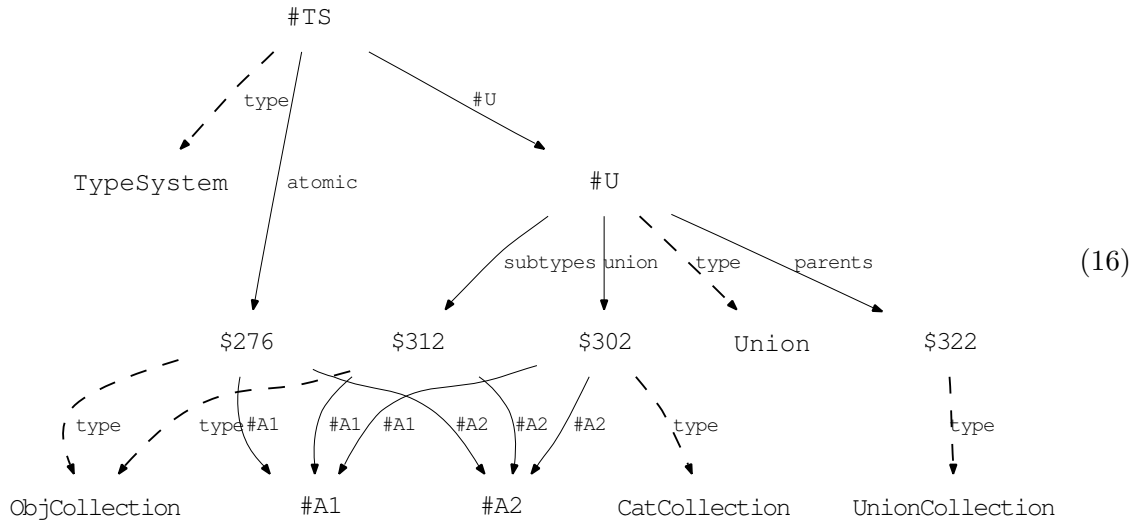 #TS
type #U
TypeSystem atomic #U
subtypes union type parents (16)
$276 $312 $302 Union $322
type type #A1 #A1 #A1 #A2 #A2 #A2 type type
ObjCollection #A1 #A2 CatCollection UnionCollection